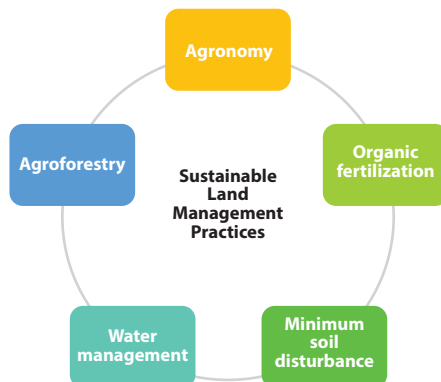 Agronomy
Agroforestry
Organic
fertilization
Sustainable
Land
Management
Practices
Water
management
Minimum
soil
disturbance